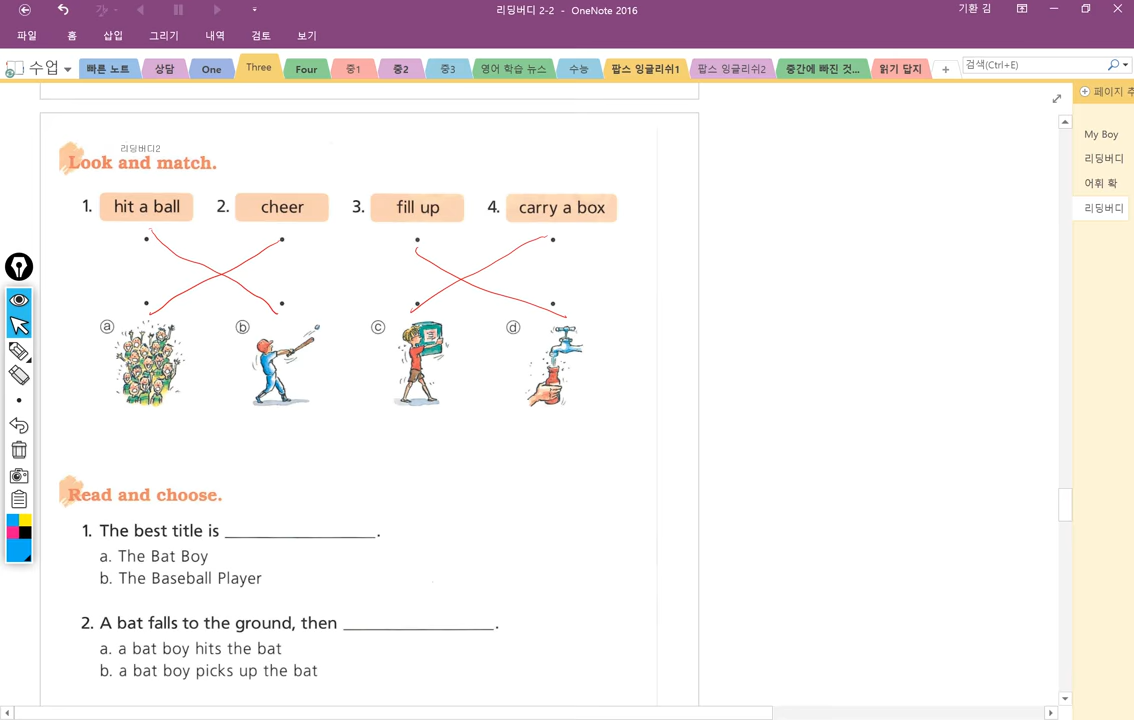 리딩버디 2-2 - OneNote 2016
기환 김
파일 홈 삽입 그리기 내역 검토 보기
수업 빠른 노트 상담 One Three Four 중1 중2 중3 영어 학습 뉴스 수능 팝스 잉글리쉬1 팝스 잉글리쉬2 중간에 빠진 것... 읽기 답지 + 검색(Ctrl+E)
페이지 추
My Boy
리딩버디
어휘 확
리딩버디
리딩버디2
Look and match.
1. hit a ball 2. cheer 3. fill up 4. carry a box
ⓐ ⓑ ⓒ ⓓ
Read and choose.
1. The best title is _______________.
a. The Bat Boy
b. The Baseball Player
2. A bat falls to the ground, then _______________.
a. a bat boy hits the bat
b. a bat boy picks up the bat